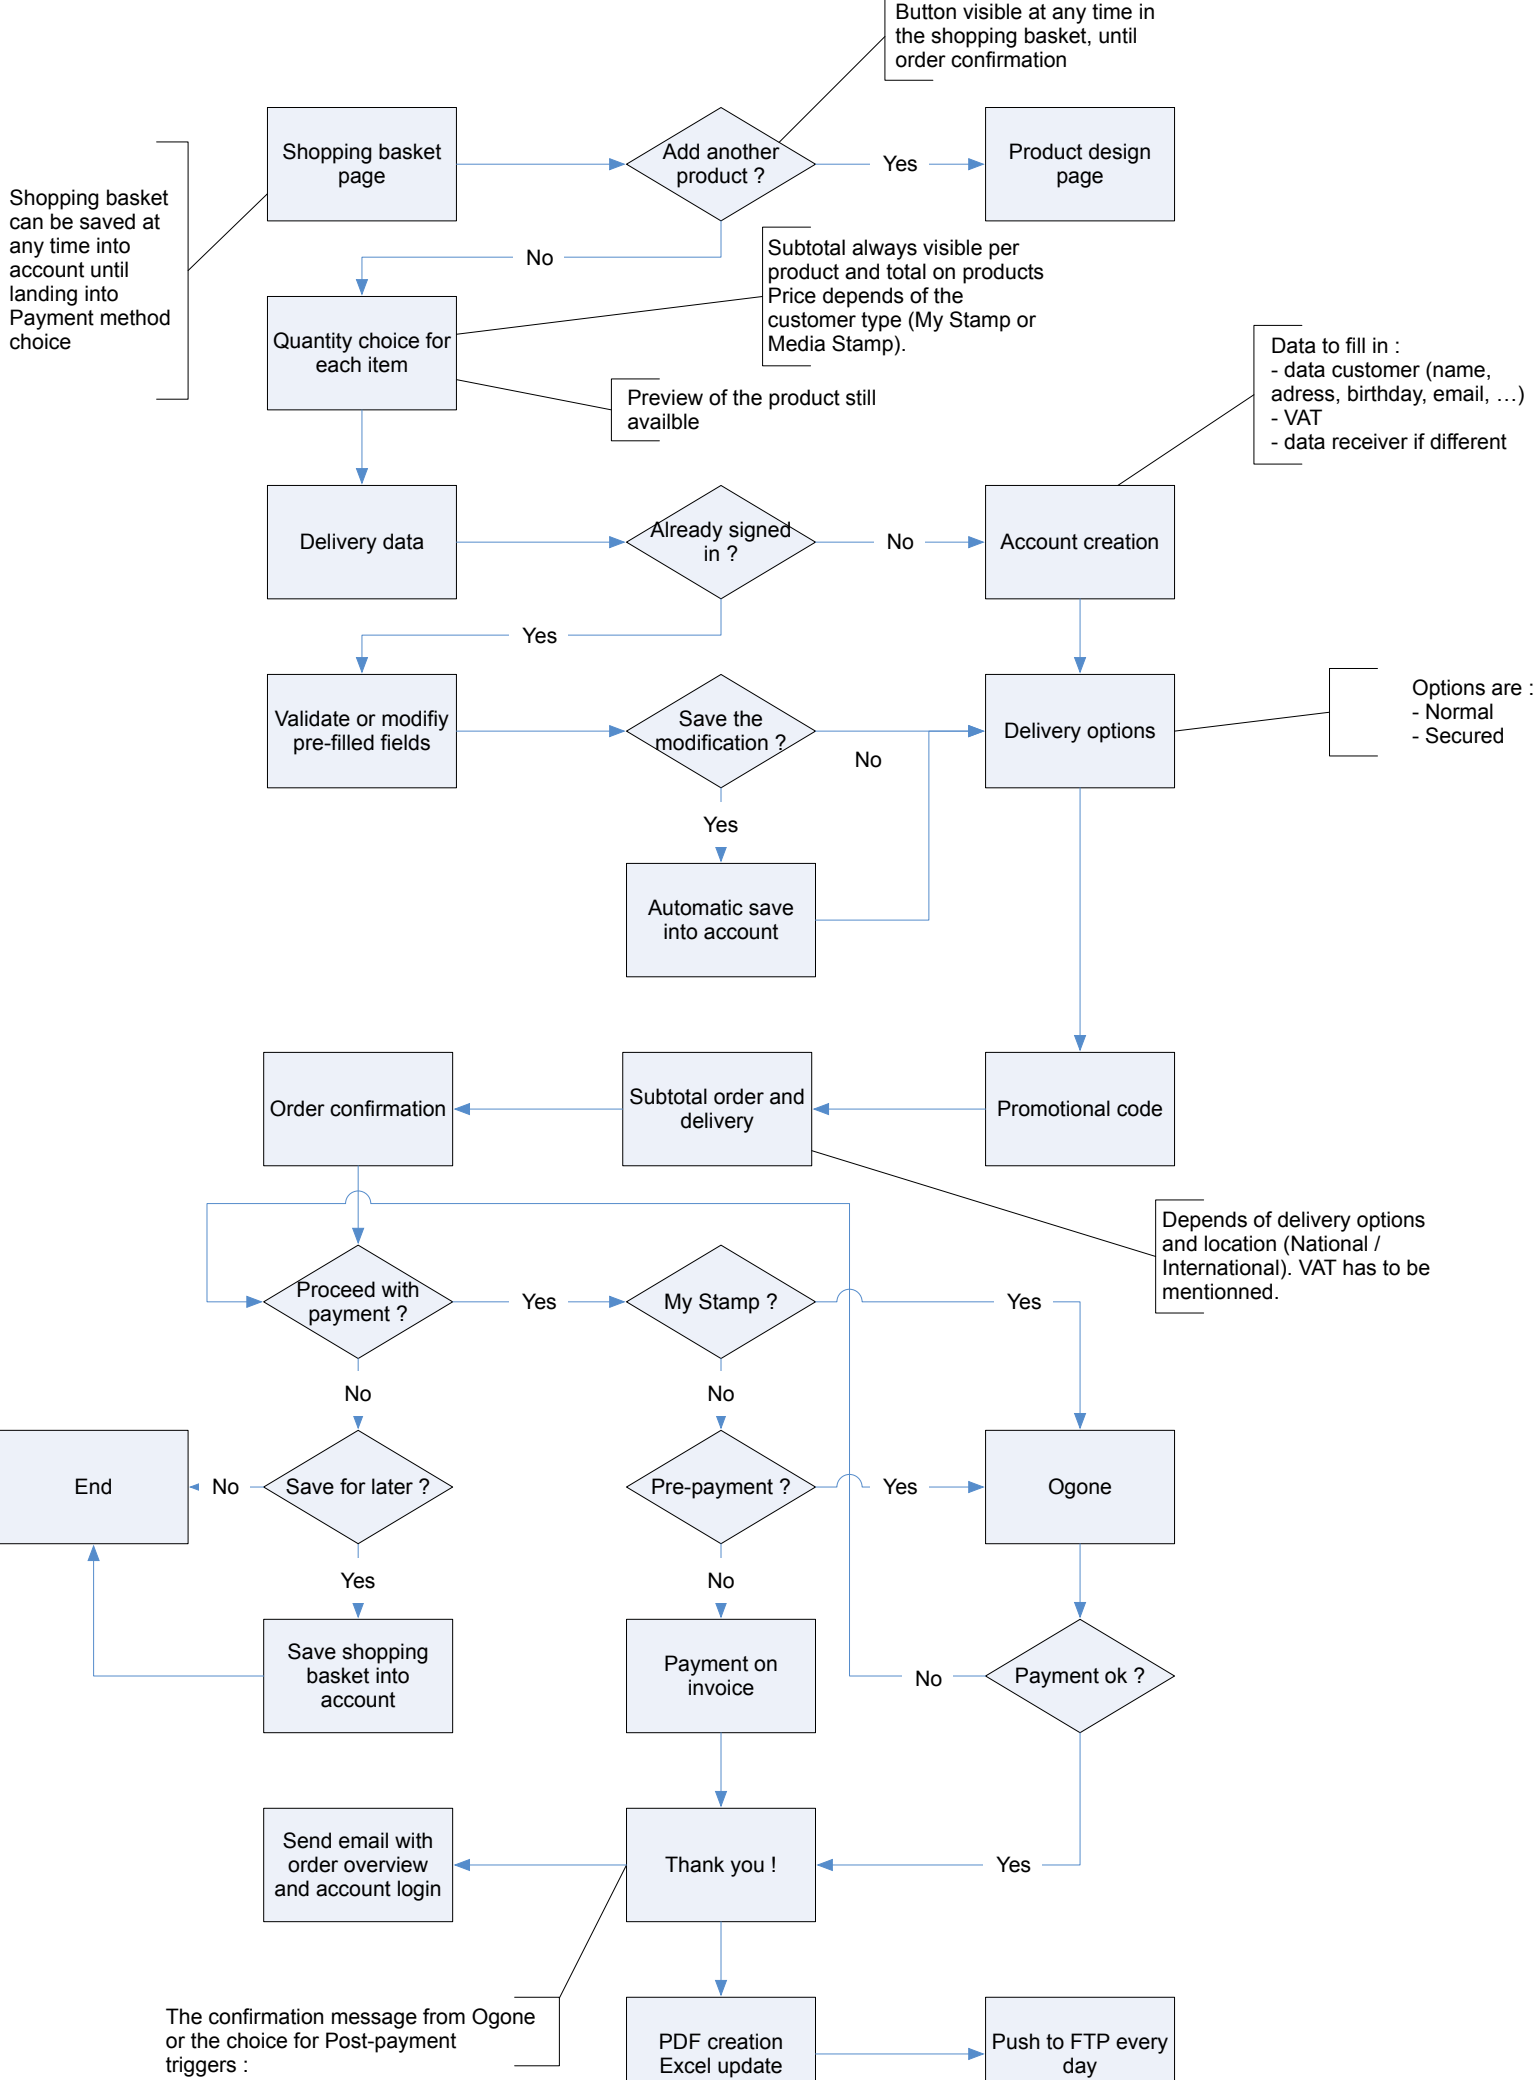 Button visible at any time in
the shopping basket, until
order confirmation
Shopping basket
page
Add another
product ?
Yes
Product design
page
Shopping basket
can be saved at
any time into
account until
landing into
Payment method
choice
No
Subtotal always visible per
product and total on products
Price depends of the
customer type (My Stamp or
Media Stamp).
Quantity choice for
each item
Preview of the product still
availble
Data to fill in :
- data customer (name,
adress, birthday, email, …)
- VAT
- data receiver if different
Delivery data
Already signed
in ?
No
Account creation
Yes
Validate or modifiy
pre-filled fields
Save the
modification ?
No
Delivery options
Options are :
- Normal
- Secured
Yes
Automatic save
into account
Order confirmation
Subtotal order and
delivery
Promotional code
Depends of delivery options
and location (National /
International). VAT has to be
mentionned.
Proceed with
payment ?
Yes
My Stamp ?
Yes
No
No
End
No
Save for later ?
Pre-payment ?
Yes
Ogone
Yes
No
Save shopping
basket into
account
Payment on
invoice
No
Payment ok ?
Send email with
order overview
and account login
Thank you !
Yes
The confirmation message from Ogone
or the choice for Post-payment
triggers :
PDF creation
Excel update
Push to FTP every
day